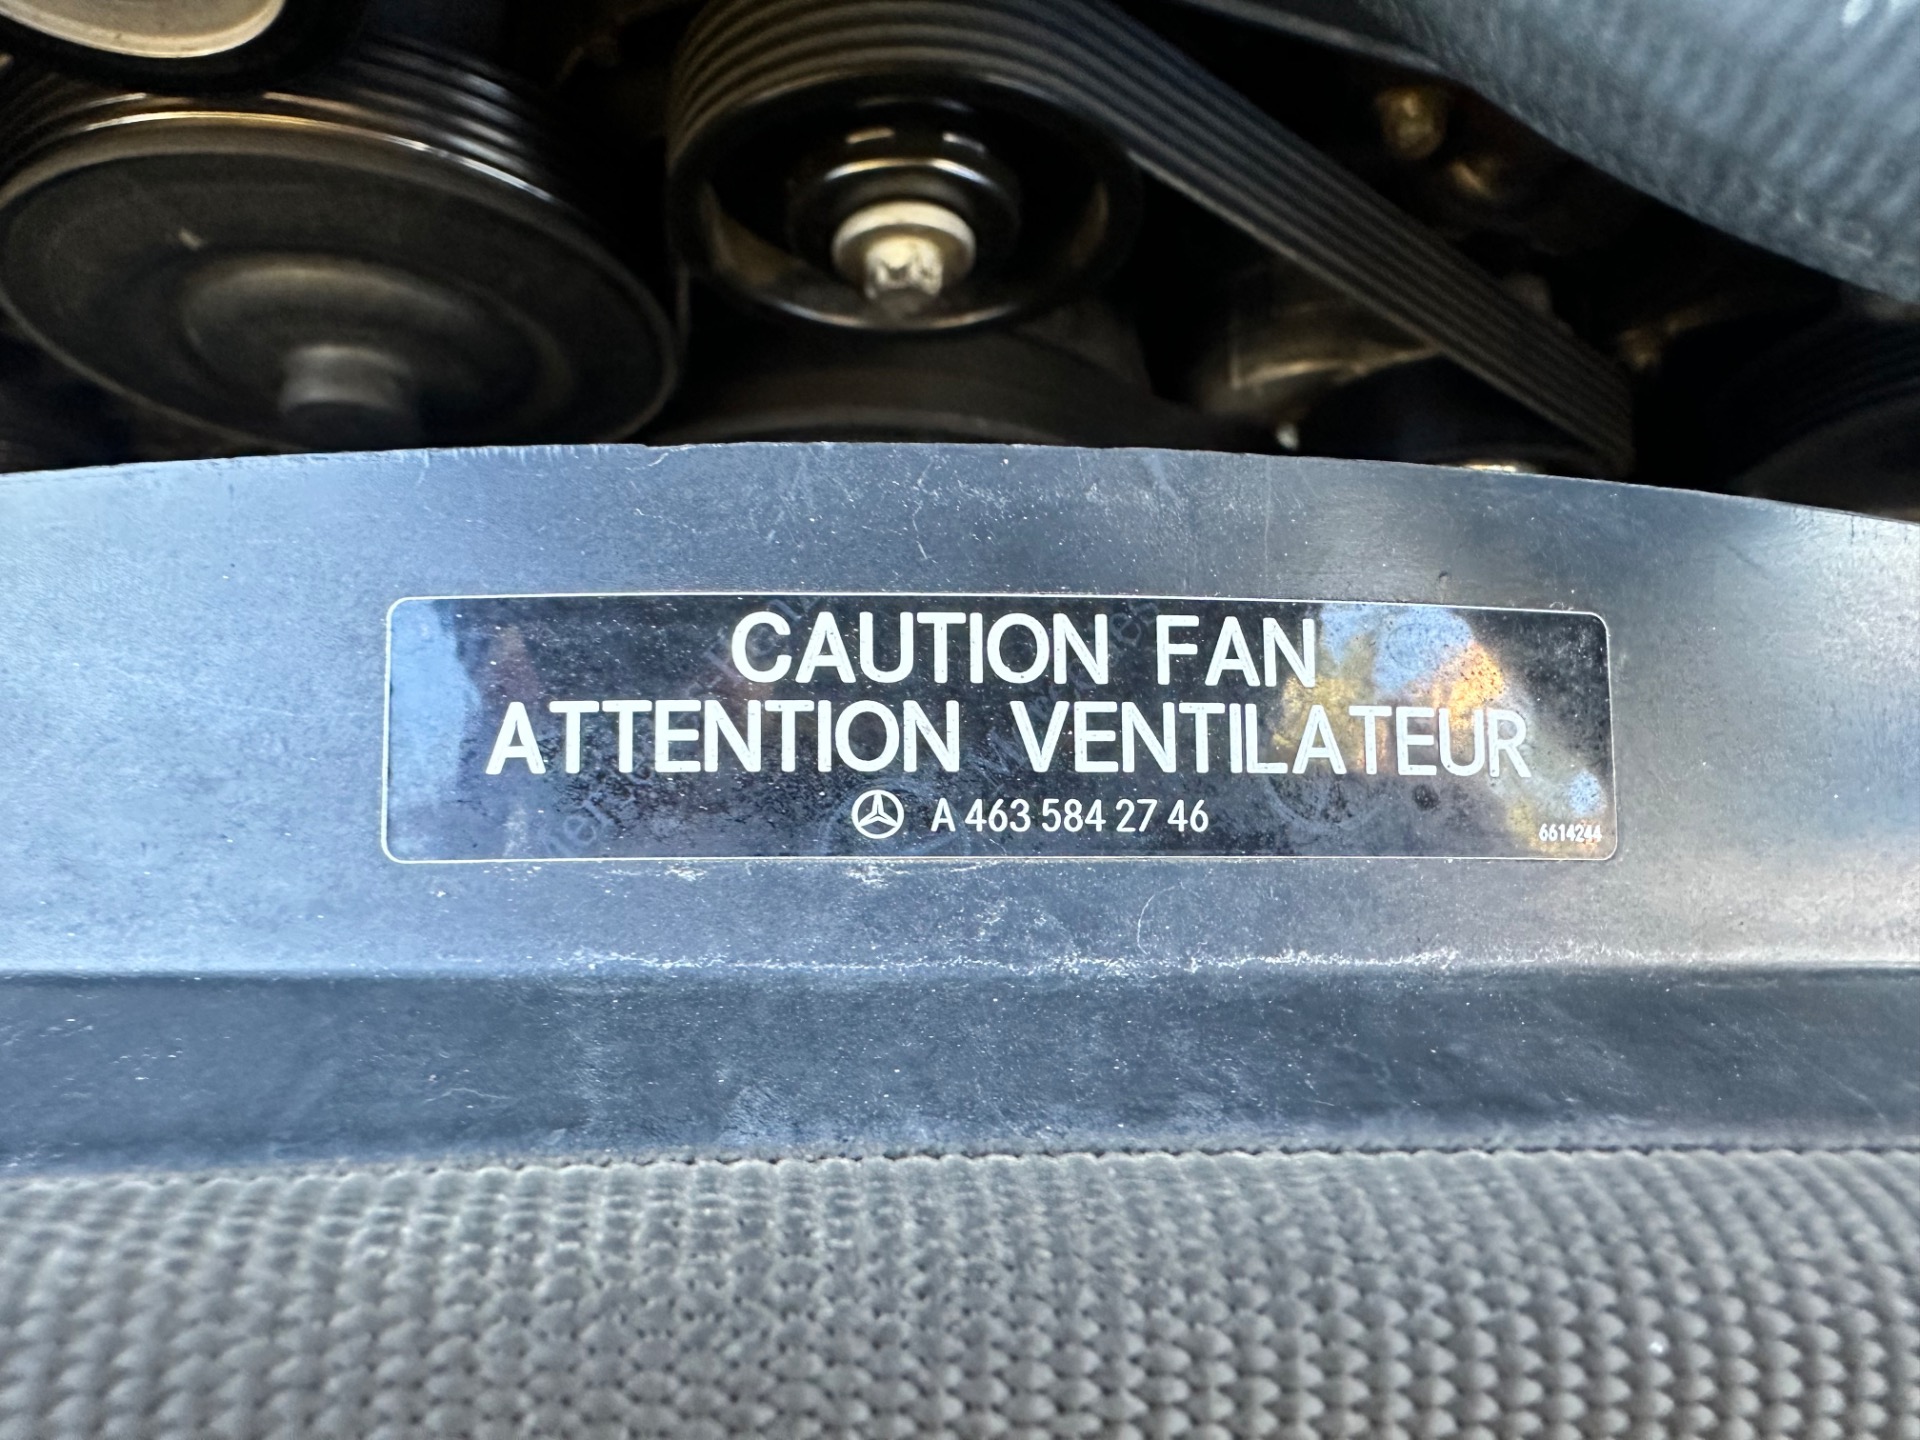 CAUTION FAN
ATTENTION VENTILATEUR
A 463 584 27 46
6614244